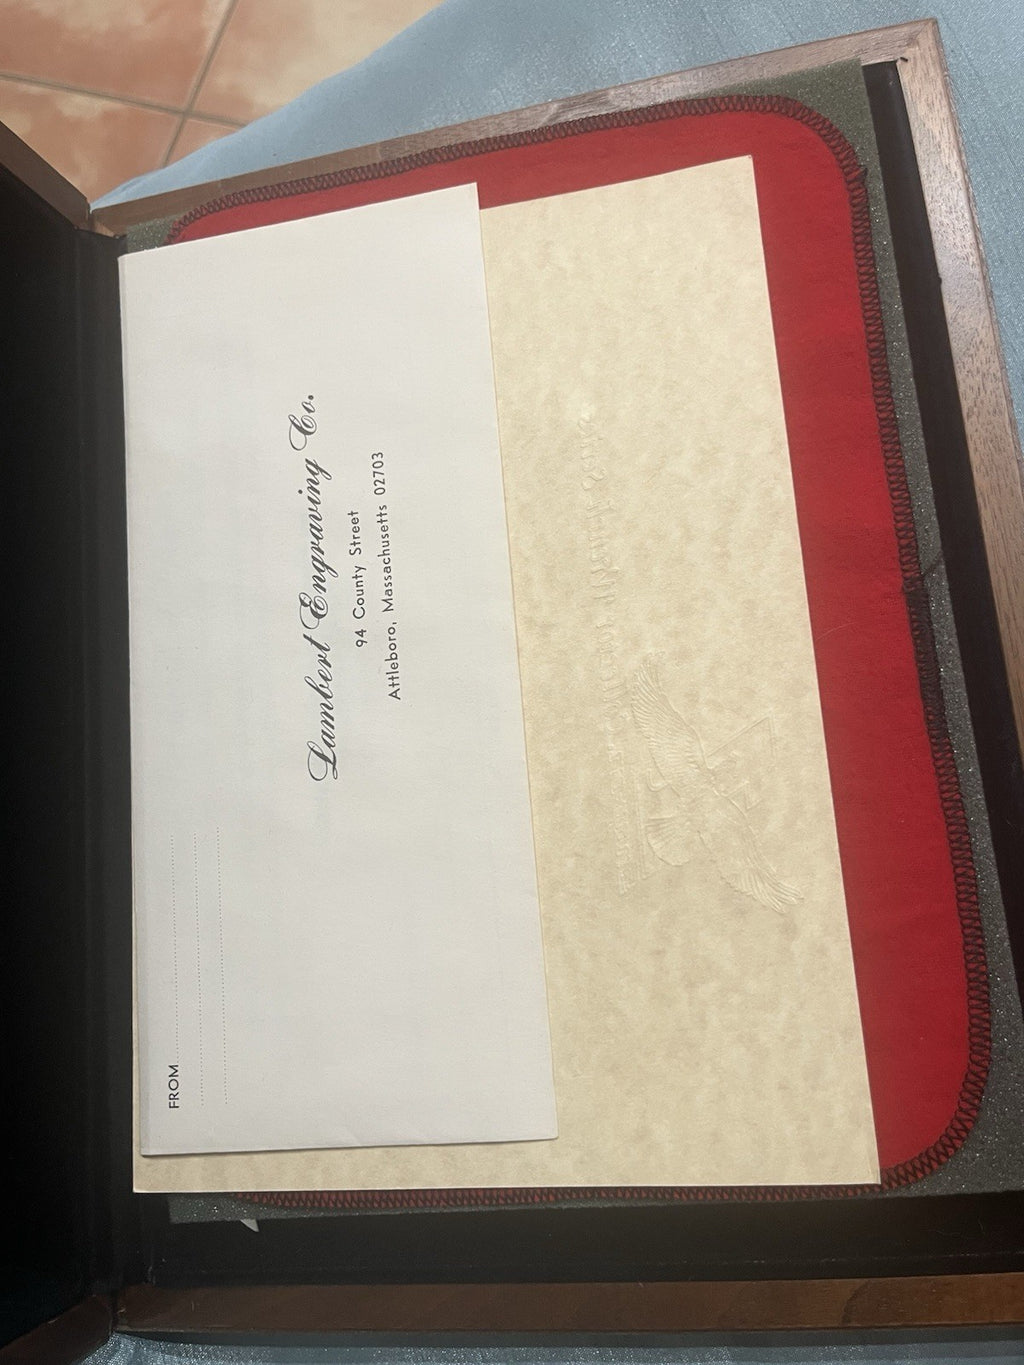 FROM
Lambert Engraving Co.
94 County Street
Attleboro, Massachusetts 02703